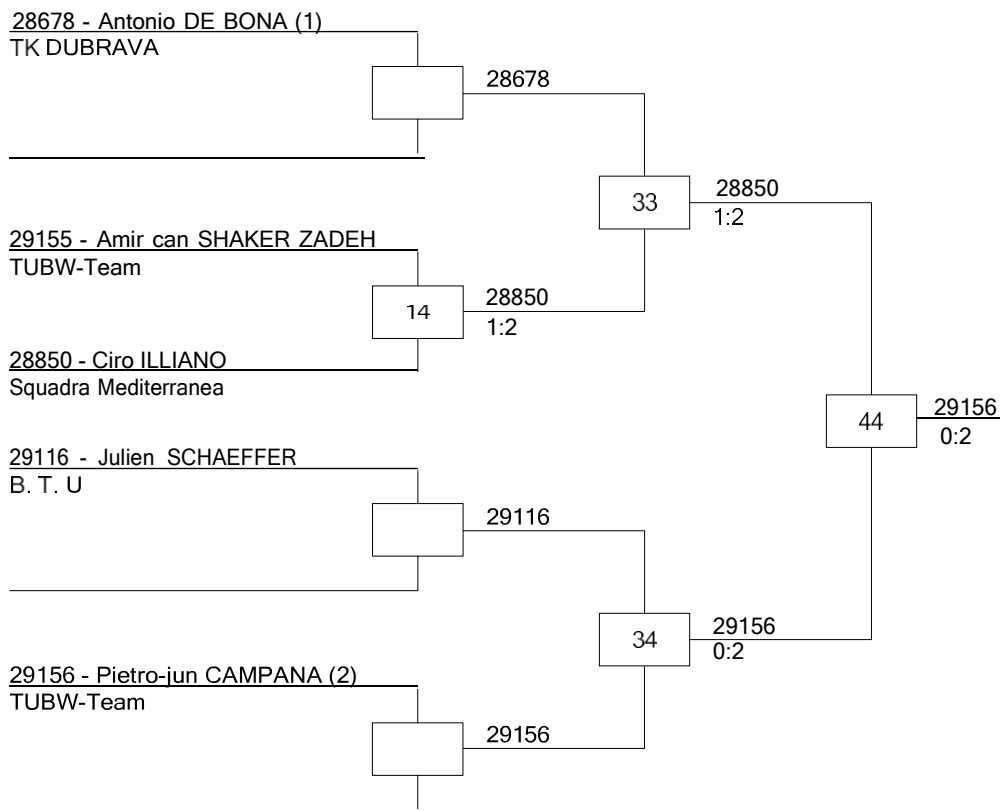 28678 - Antonio DE BONA (1)
TK DUBRAVA
28678
33
28850
1:2
29155 - Amir can SHAKER ZADEH
TUBW-Team
14
28850
1:2
28850 - Ciro ILLIANO
Squadra Mediterranea
44
29156
0:2
29116 - Julien SCHAEFFER
B. T. U
29116
34
29156
0:2
29156 - Pietro-jun CAMPANA (2)
TUBW-Team
29156